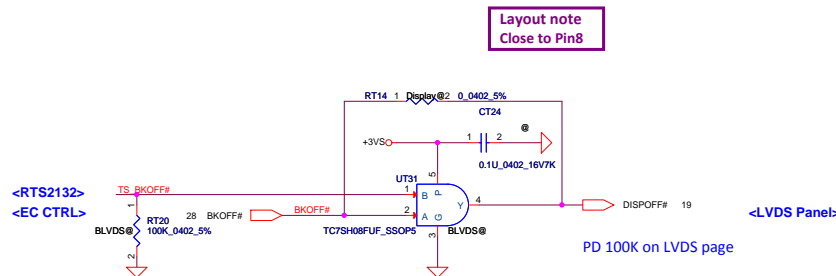 Layout note
Close to Pin8
RT14 1 Display@2 0_0402_5%
CT24
@
+3VS 1 2
0.1U_0402_16V7K
UT31
5
<RTS2132> TS_BKOFF# 1 B P
4 Y
<EC CTRL> 28 BKOFF# BKOFF# 2 A G
DISPOFF# 19 <LVDS Panel>
1
RT20
BLVDS@ 100K_0402_5%
2
TC7SH08FUF_SSOP5 3 BLVDS@
PD 100K on LVDS page